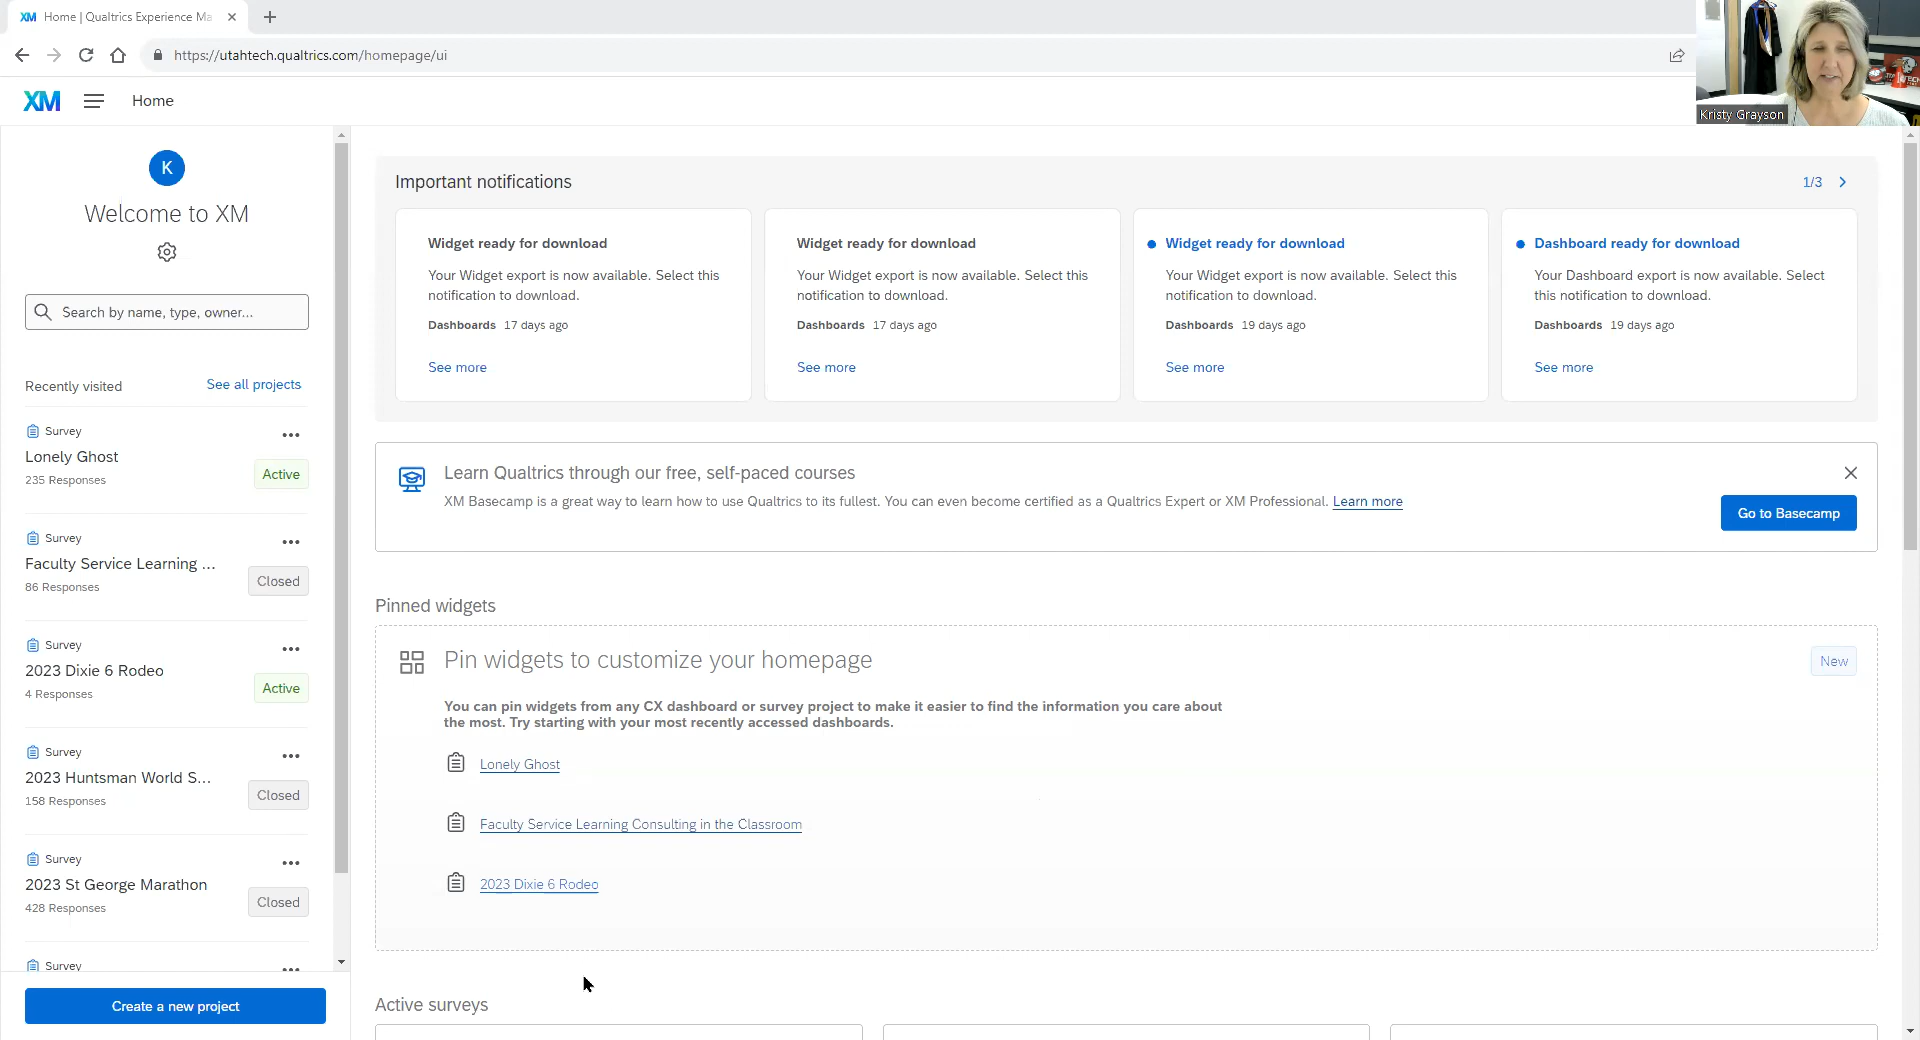 XM Home | Qualtrics Experience Ma
https://utahtech.qualtrics.com/homepage/ui
XM Home
Kristy Grayson
K
Welcome to XM
Search by name, type, owner...
Recently visited See all projects
Survey
Lonely Ghost
235 Responses
Active
Survey
Faculty Service Learning ...
86 Responses
Closed
Survey
2023 Dixie 6 Rodeo
4 Responses
Active
Survey
2023 Huntsman World S...
158 Responses
Closed
Survey
2023 St George Marathon
428 Responses
Closed
Survey
Create a new project
Important notifications
1/3
Widget ready for download
Your Widget export is now available. Select this
notification to download.
Dashboards 17 days ago
See more
Widget ready for download
Your Widget export is now available. Select this
notification to download.
Dashboards 17 days ago
See more
Widget ready for download
Your Widget export is now available. Select this
notification to download.
Dashboards 19 days ago
See more
Dashboard ready for download
Your Dashboard export is now available. Select
this notification to download.
Dashboards 19 days ago
See more
Learn Qualtrics through our free, self-paced courses
XM Basecamp is a great way to learn how to use Qualtrics to its fullest. You can even become certified as a Qualtrics Expert or XM Professional. Learn more
Go to Basecamp
Pinned widgets
Pin widgets to customize your homepage
New
You can pin widgets from any CX dashboard or survey project to make it easier to find the information you care about
the most. Try starting with your most recently accessed dashboards.
Lonely Ghost
Faculty Service Learning Consulting in the Classroom
2023 Dixie 6 Rodeo
Active surveys